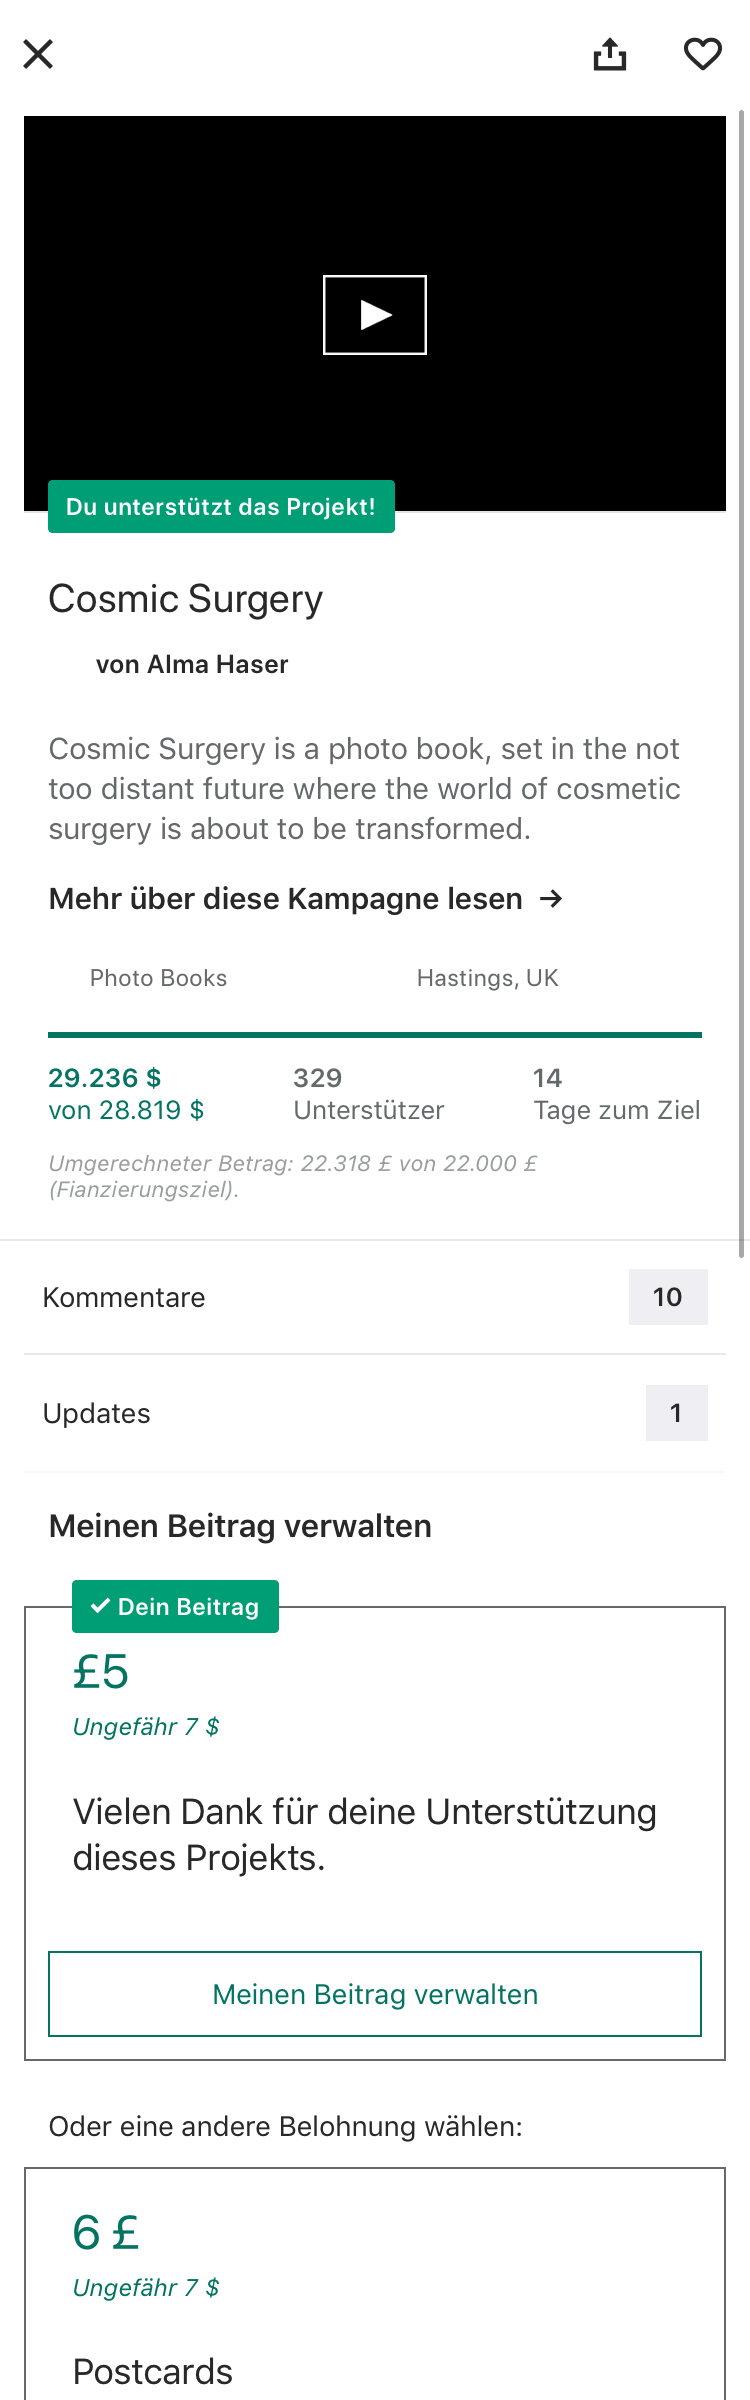 Du unterstützt das Projekt!
Cosmic Surgery
von Alma Haser
Cosmic Surgery is a photo book, set in the not
too distant future where the world of cosmetic
surgery is about to be transformed.
Mehr über diese Kampagne lesen →
Photo Books
Hastings, UK
29.236 $
von 28.819 $
329
Unterstützer
14
Tage zum Ziel
Umgerechneter Betrag: 22.318 £ von 22.000 £
(Fianzierungsziel).
Kommentare
10
Updates
1
Meinen Beitrag verwalten
✓ Dein Beitrag
£5
Ungefähr 7 $
Vielen Dank für deine Unterstützung
dieses Projekts.
Meinen Beitrag verwalten
Oder eine andere Belohnung wählen:
6 £
Ungefähr 7 $
Postcards